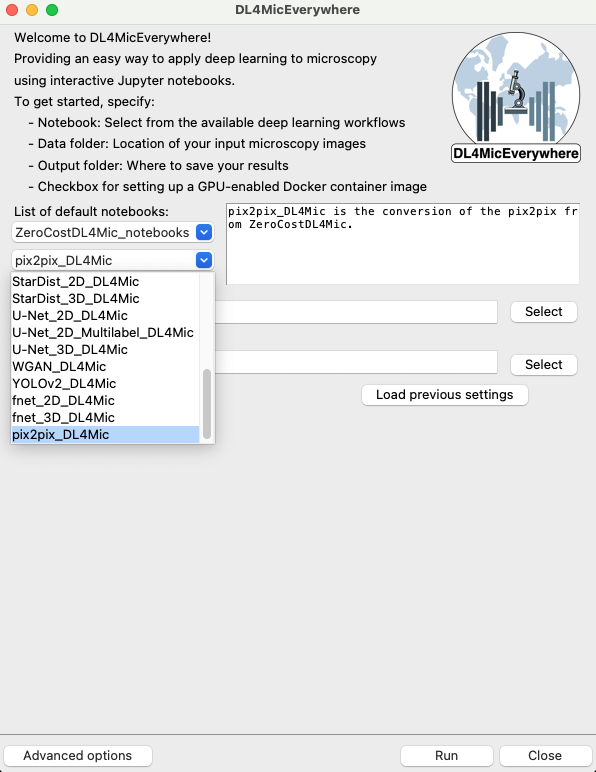 DL4MicEverywhere
Welcome to DL4MicEverywhere!
Providing an easy way to apply deep learning to microscopy
using interactive Jupyter notebooks.
To get started, specify:
- Notebook: Select from the available deep learning workflows
- Data folder: Location of your input microscopy images
- Output folder: Where to save your results
- Checkbox for setting up a GPU-enabled Docker container image
DL4MicEverywhere
List of default notebooks:
ZeroCostDL4Mic_notebooks
pix2pix_DL4Mic is the conversion of the pix2pix fr
om ZeroCostDL4Mic.
pix2pix_DL4Mic
StarDist_2D_DL4Mic
StarDist_3D_DL4Mic
U-Net_2D_DL4Mic
U-Net_2D_Multilabel_DL4Mic
U-Net_3D_DL4Mic
WGAN_DL4Mic
YOLOv2_DL4Mic
fnet_2D_DL4Mic
fnet_3D_DL4Mic
pix2pix_DL4Mic
Select
Select
Load previous settings
Advanced options
Run
Close